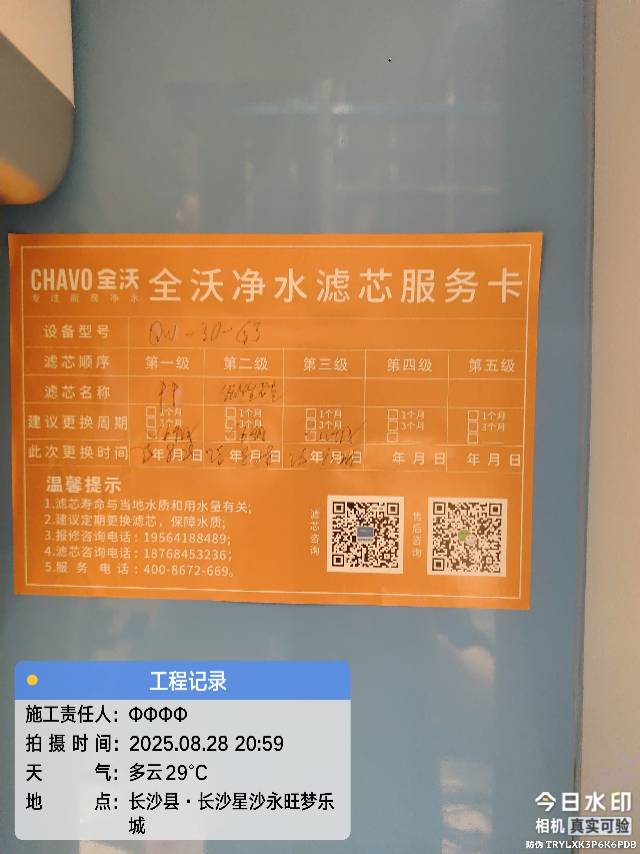 CHAVO 全沃
专注厨房净水
全沃净水滤芯服务卡
设备型号
滤芯顺序 第一级 第二级 第三级 第四级 第五级
滤芯名称
建议更换周期 1个月 1个月 1个月 1个月 1个月
3个月 3个月 3个月 3个月 3个月
此次更换时间 年 月 日 年 月 日 年 月 日 年 月 日 年 月 日
温馨提示
1.滤芯寿命与当地水质和用水量有关;
2.建议定期更换滤芯,保障水质;
3.报修咨询电话:19564188489;
4.滤芯咨询电话:18768453236;
5.服务电话:400-8672-669。
滤芯咨询
售后咨询
工程记录
施工责任人:ΦΦΦΦ
拍摄时间:2025.08.28 20:59
天气:多云29℃
地点:长沙县·长沙星沙永旺梦乐
城
今日水印
相机 真实可验
防伪 TRYLXK3P6K6PDB